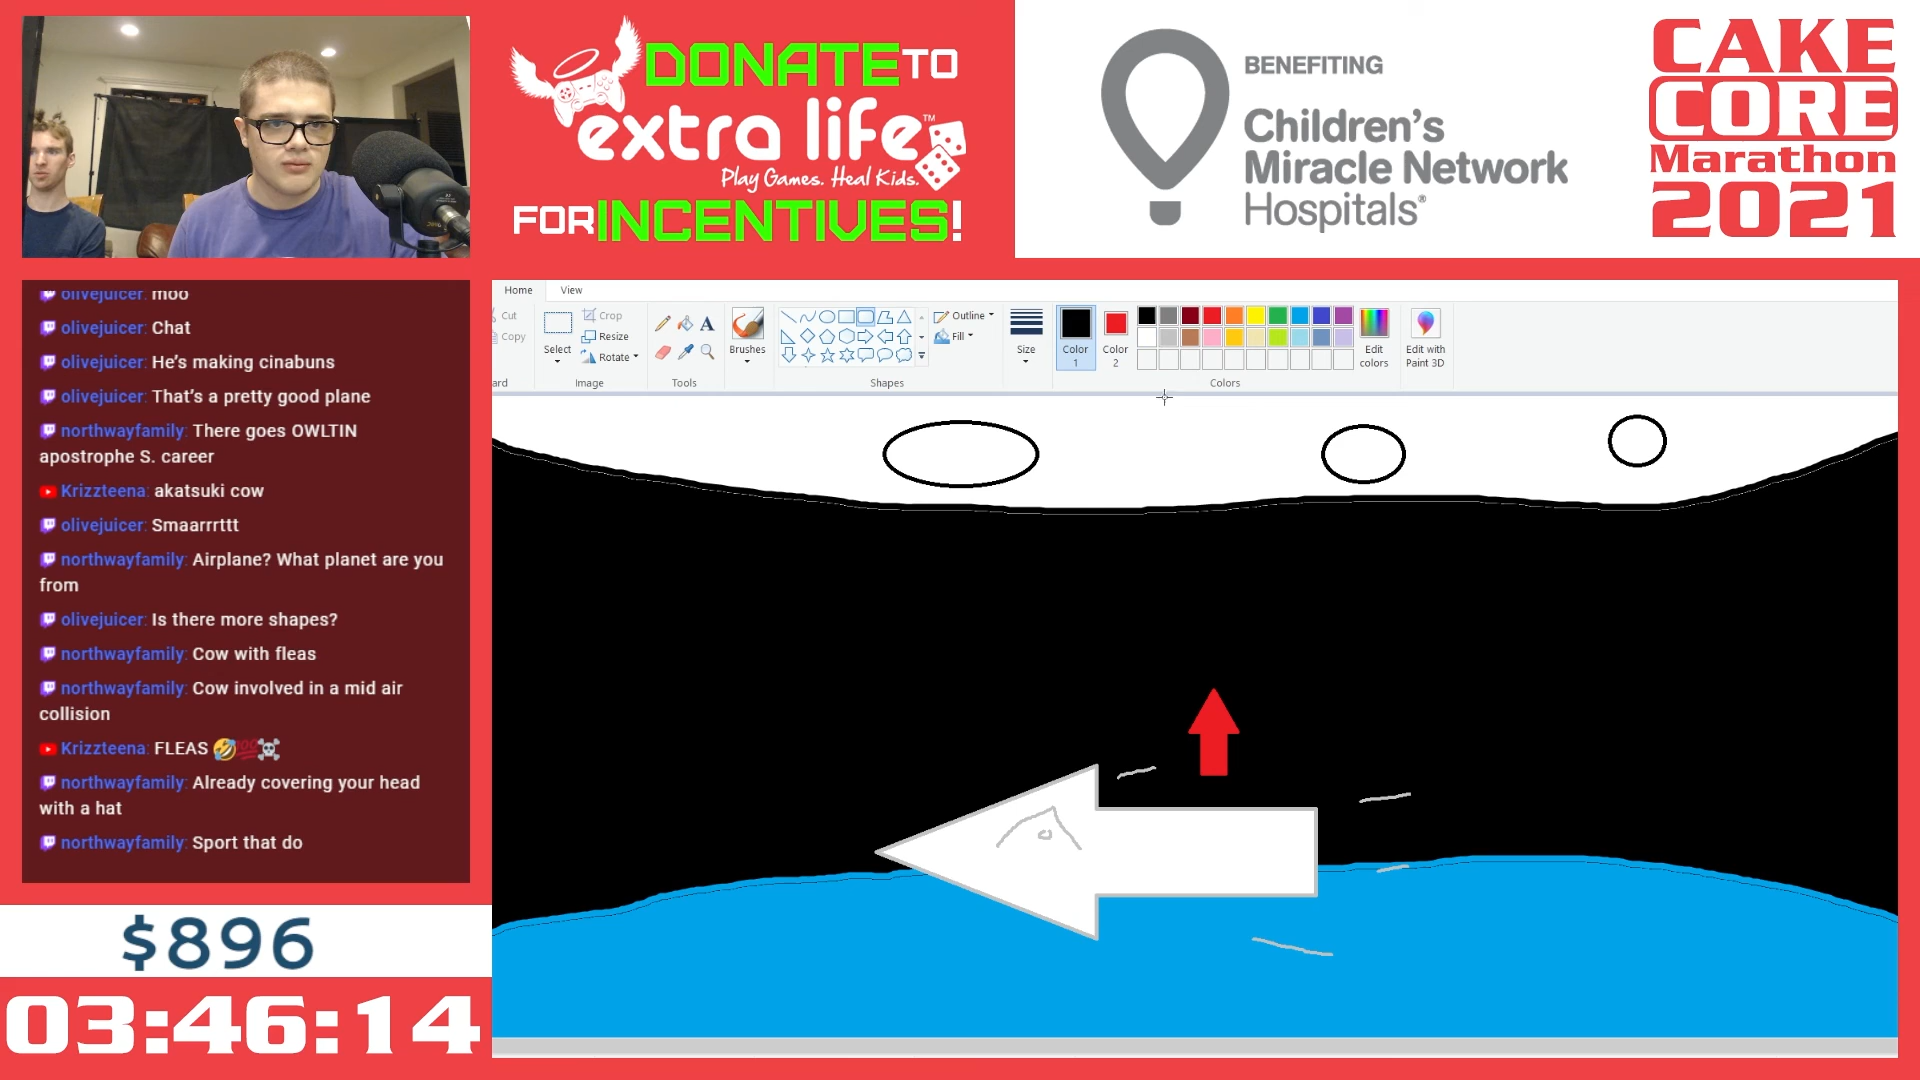 DONATE TO
extra life™
Play Games. Heal Kids.
FOR INCENTIVES!
BENEFITING
Children's
Miracle Network
Hospitals®
CAKE
CORE
Marathon
2021
olivejuicer: moo
olivejuicer: Chat
olivejuicer: He's making cinabuns
olivejuicer: That's a pretty good plane
northwayfamily: There goes OWLTIN
apostrophe S. career
Krizzteena: akatsuki cow
olivejuicer: Smaarrrttt
northwayfamily: Airplane? What planet are you
from
olivejuicer: Is there more shapes?
northwayfamily: Cow with fleas
northwayfamily: Cow involved in a mid air
collision
Krizzteena: FLEAS 🤣💯☠️
northwayfamily: Already covering your head
with a hat
northwayfamily: Sport that do
$896
03:46:14
Home View
Cut
Copy
ard
Select
Crop
Resize
Rotate
Image
A
Tools
Brushes
Shapes
Outline
Fill
Size
Color
1
Color
2
Colors
Edit
colors
Edit with
Paint 3D